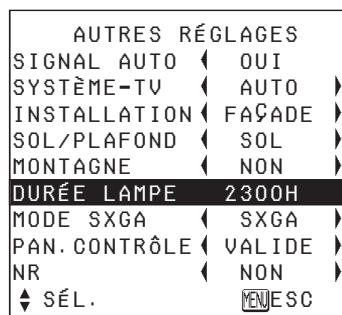 AUTRES RÉGLAGES
SIGNAL AUTO OUI
SYSTÈME-TV AUTO
INSTALLATION FAÇADE
SOL/PLAFOND SOL
MONTAGNE NON
DURÉE LAMPE 2300H
MODE SXGA SXGA
PAN.CONTRÔLE VALIDE
NR NON
SÉL. MENU ESC